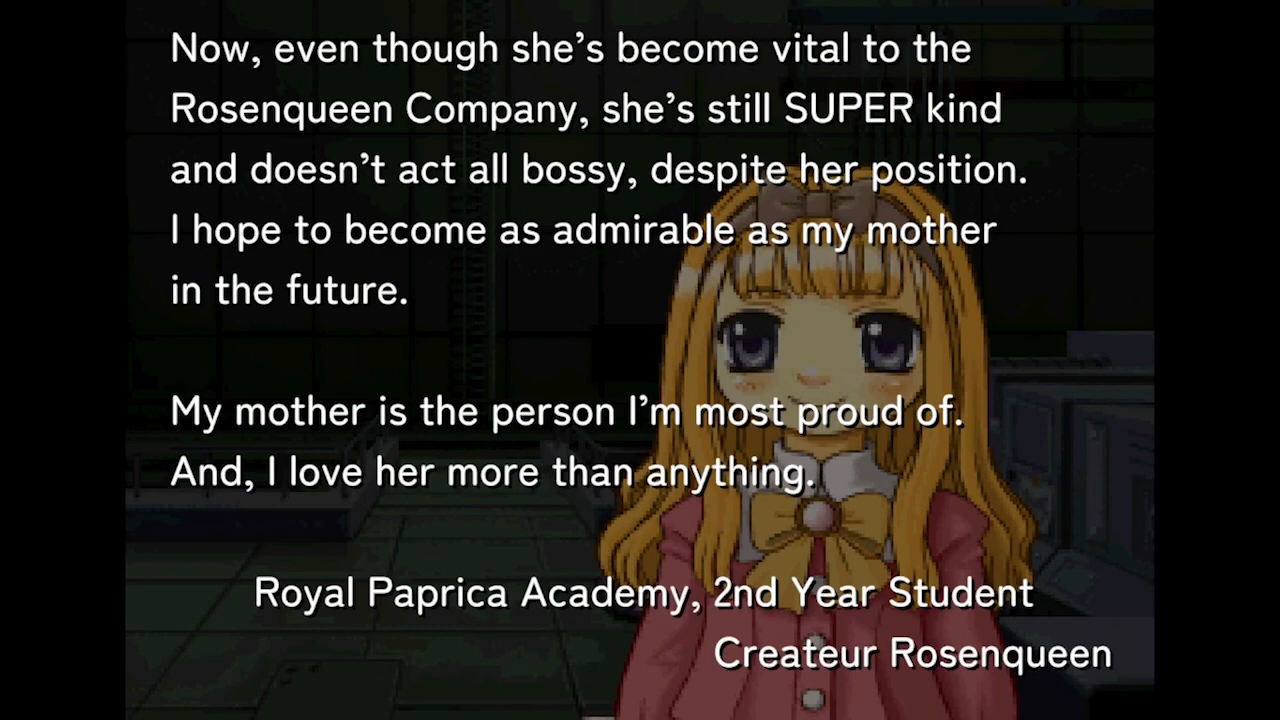 Now, even though she's become vital to the
Rosenqueen Company, she's still SUPER kind
and doesn't act all bossy, despite her position.
I hope to become as admirable as my mother
in the future.
My mother is the person I'm most proud of.
And, I love her more than anything.
Royal Paprica Academy, 2nd Year Student
Createur Rosenqueen